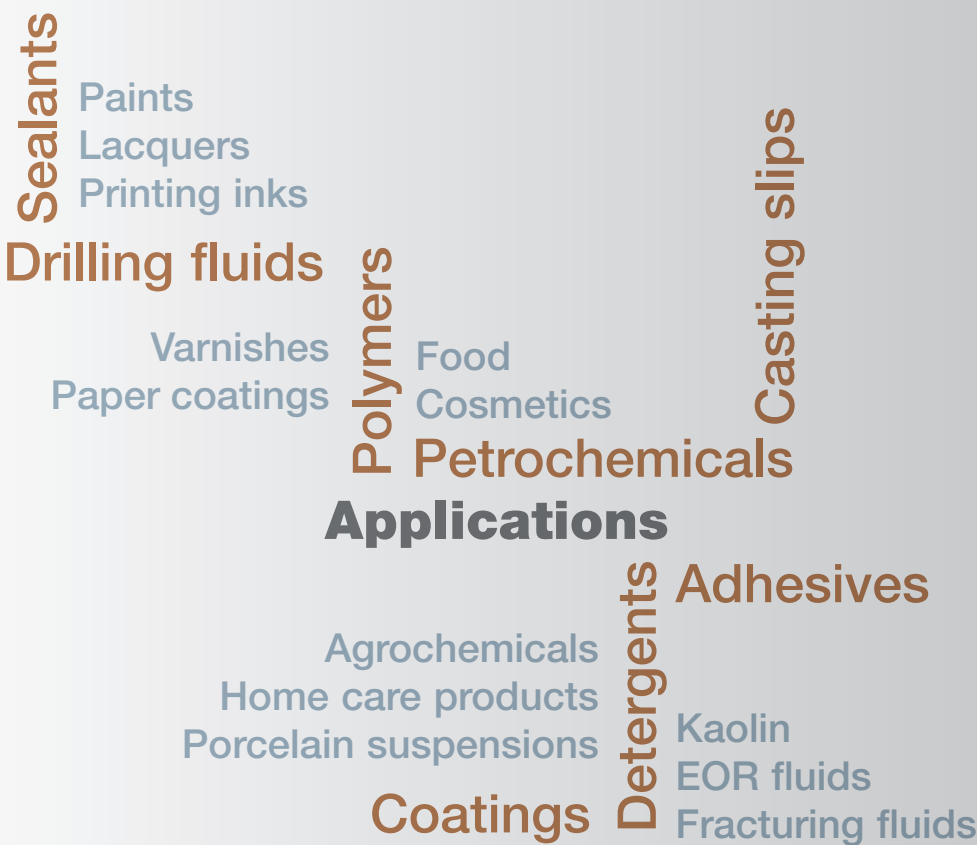 Sealants
Paints
Lacquers
Printing inks
Drilling fluids
Casting slips
Polymers
Varnishes
Paper coatings
Food
Cosmetics
Petrochemicals
Applications
Detergents
Adhesives
Agrochemicals
Home care products
Porcelain suspensions
Kaolin
EOR fluids
Fracturing fluids
Coatings